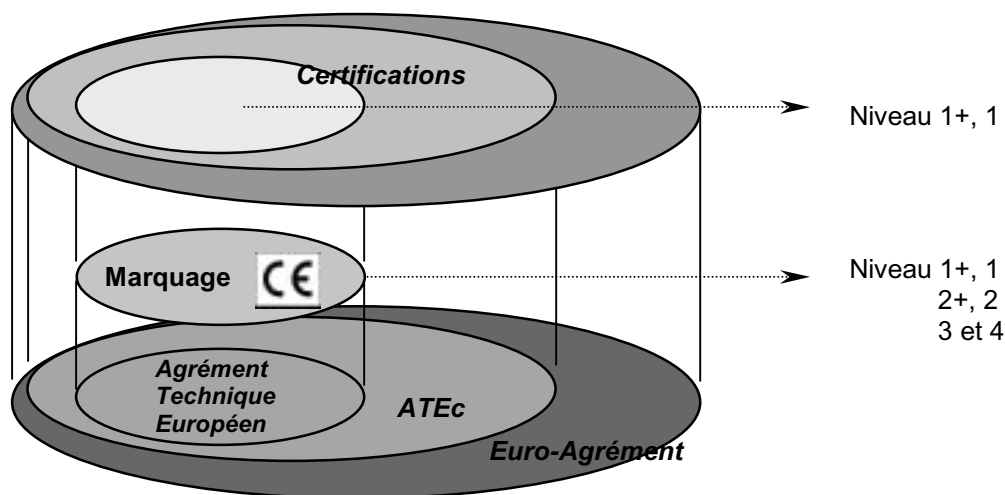 Certifications
Niveau 1+, 1
Marquage CE
Niveau 1+, 1
2+, 2
3 et 4
Agrément
Technique
Européen
ATEc
Euro-Agrément